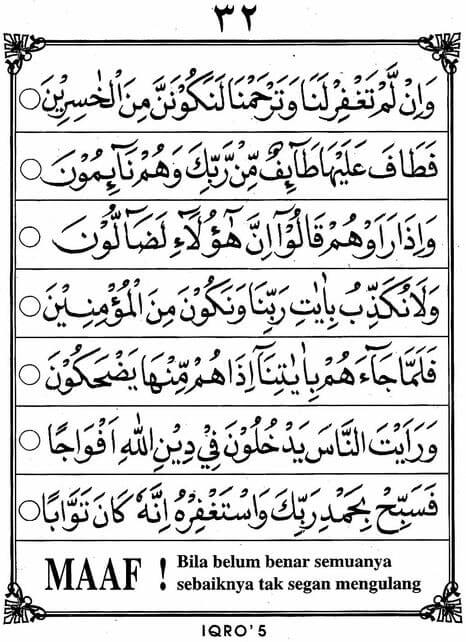 ٣٢
وَاِنْ لَّمْ تَغْفِرْ لَنَا وَتَرْحَمْنَا لَنَكُوْنَنَّ مِنَ الْخٰسِرِيْنَ
فَطَافَ عَلَيْهَا طَآئِفٌ مِّنْ رَّبِّكَ وَهُمْ نَآئِمُوْنَ
وَاِذَا رَاَوْهُمْ قَالُوْٓا اِنَّ هٰٓؤُلَآءِ لَضَآلُّوْنَ
وَلَا نُكَذِّبُ بِاٰيٰتِ رَبِّنَا وَنَكُوْنَ مِنَ الْمُؤْمِنِيْنَ
فَلَمَّا جَآءَهُمْ بِاٰيٰتِنَآ اِذَا هُمْ مِّنْهَا يَضْحَكُوْنَ
وَرَاَيْتَ النَّاسَ يَدْخُلُوْنَ فِيْ دِيْنِ اللّٰهِ اَفْوَاجًا
فَسَبِّحْ بِحَمْدِ رَبِّكَ وَاسْتَغْفِرْهُ اِنَّهٗ كَانَ تَوَّابًا
MAAF ! Bila belum benar semuanya
sebaiknya tak segan mengulang
IQRO'5